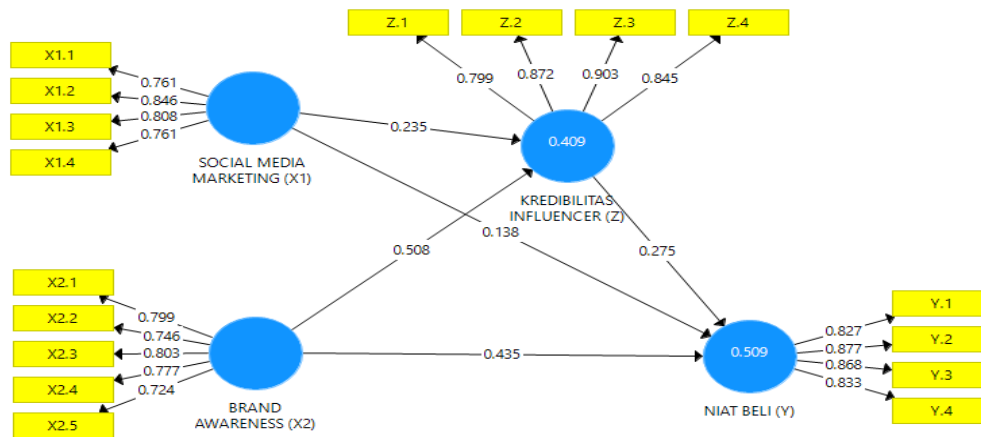 Z.1
Z.2
Z.3
Z.4
X1.1
X1.2
X1.3
X1.4
0.761
0.846
0.808
0.761
0.799
0.872
0.903
0.845
0.235
0.409
SOCIAL MEDIA
MARKETING (X1)
KREDIBILITAS
INFLUENCER (Z)
0.138
0.508
0.275
X2.1
X2.2
X2.3
X2.4
X2.5
0.799
0.746
0.803
0.777
0.724
0.435
0.509
BRAND
AWARENESS (X2)
NIAT BELI (Y)
0.827
0.877
0.868
0.833
Y.1
Y.2
Y.3
Y.4